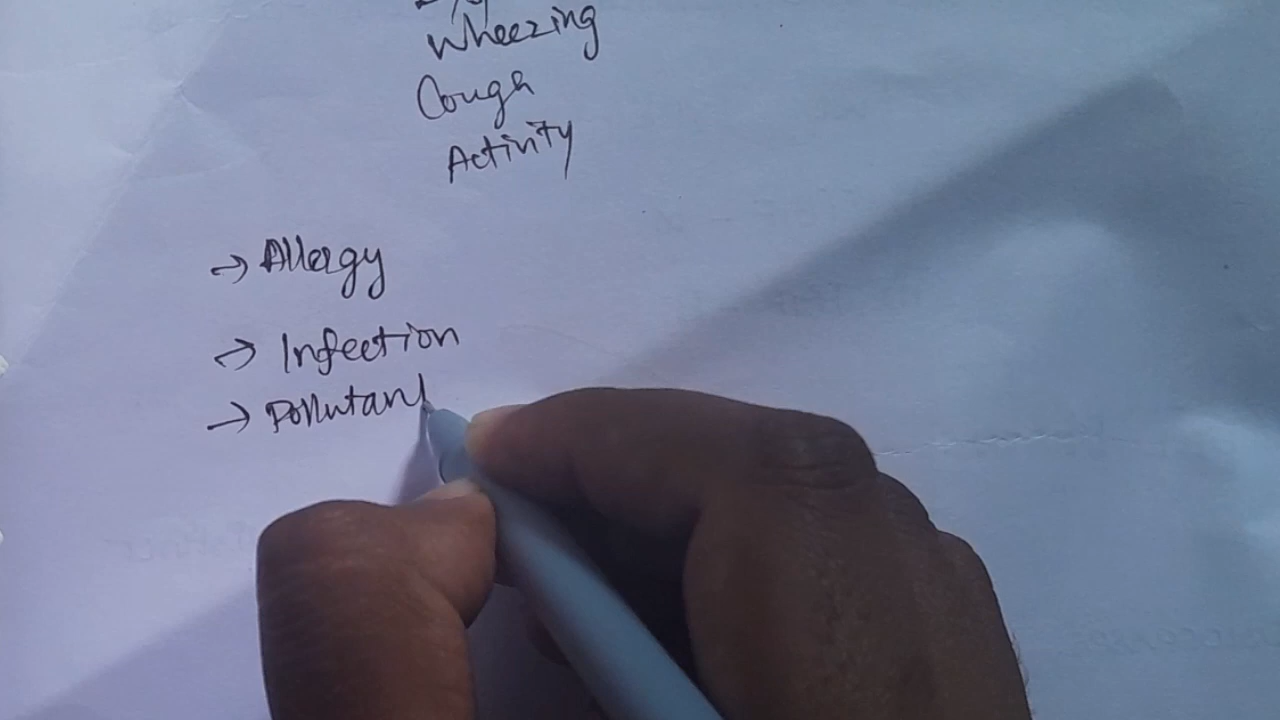 Wheezing
Cough
Activity
→ Allergy
→ Infection
→ Pollutant